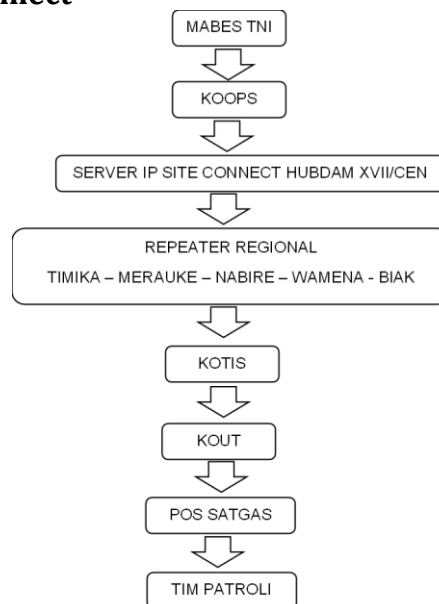 MABES TNI
KOOPS
SERVER IP SITE CONNECT HUBDAM XVII/CEN
REPEATER REGIONAL
TIMIKA – MERAUKE – NABIRE – WAMENA - BIAK
KOTIS
KOUT
POS SATGAS
TIM PATROLI